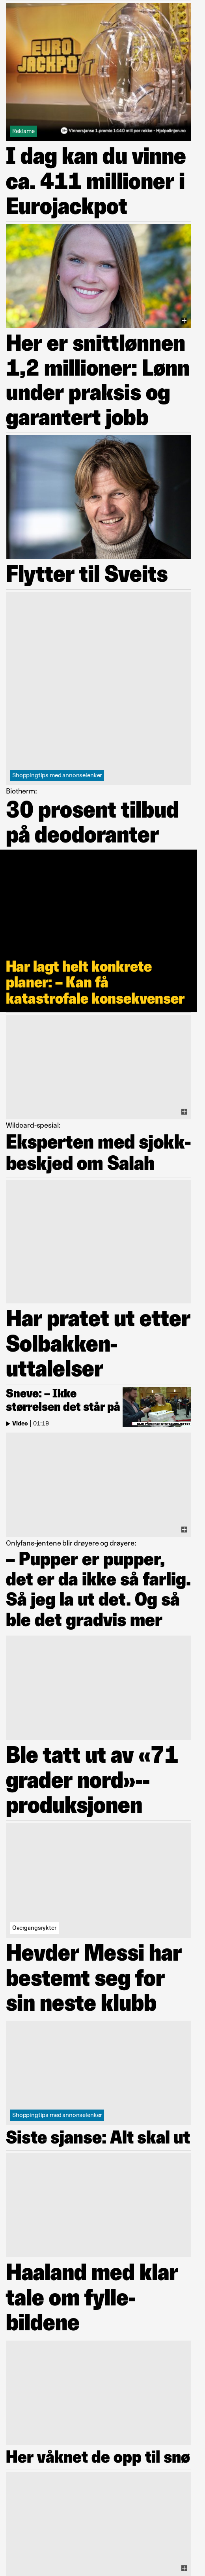 EURO
JACKPOT
Reklame
Vinnersjanse 1.premie 1:140 mill per rekke - Hjelpelinjen.no
I dag kan du vinne
ca. 411 millioner i
Eurojackpot
Her er snittlønnen
1,2 millioner: Lønn
under praksis og
garantert jobb
Flytter til Sveits
Shoppingtips med annonselenker
Biotherm:
30 prosent tilbud
på deodoranter
Har lagt helt konkrete
planer: – Kan få
katastrofale konsekvenser
Wildcard-spesial:
Eksperten med sjokk-
beskjed om Salah
Har pratet ut etter
Solbakken-
uttalelser
Sneve: – Ikke
størrelsen det står på
Video | 01:19
Onlyfans-jentene blir drøyere og drøyere:
– Pupper er pupper,
det er da ikke så farlig.
Så jeg la ut det. Og så
ble det gradvis mer
Ble tatt ut av «71
grader nord»-­-
produksjonen
Overgangsrykter
Hevder Messi har
bestemt seg for
sin neste klubb
Shoppingtips med annonselenker
Siste sjanse: Alt skal ut
Haaland med klar
tale om fylle-
bildene
Her våknet de opp til snø